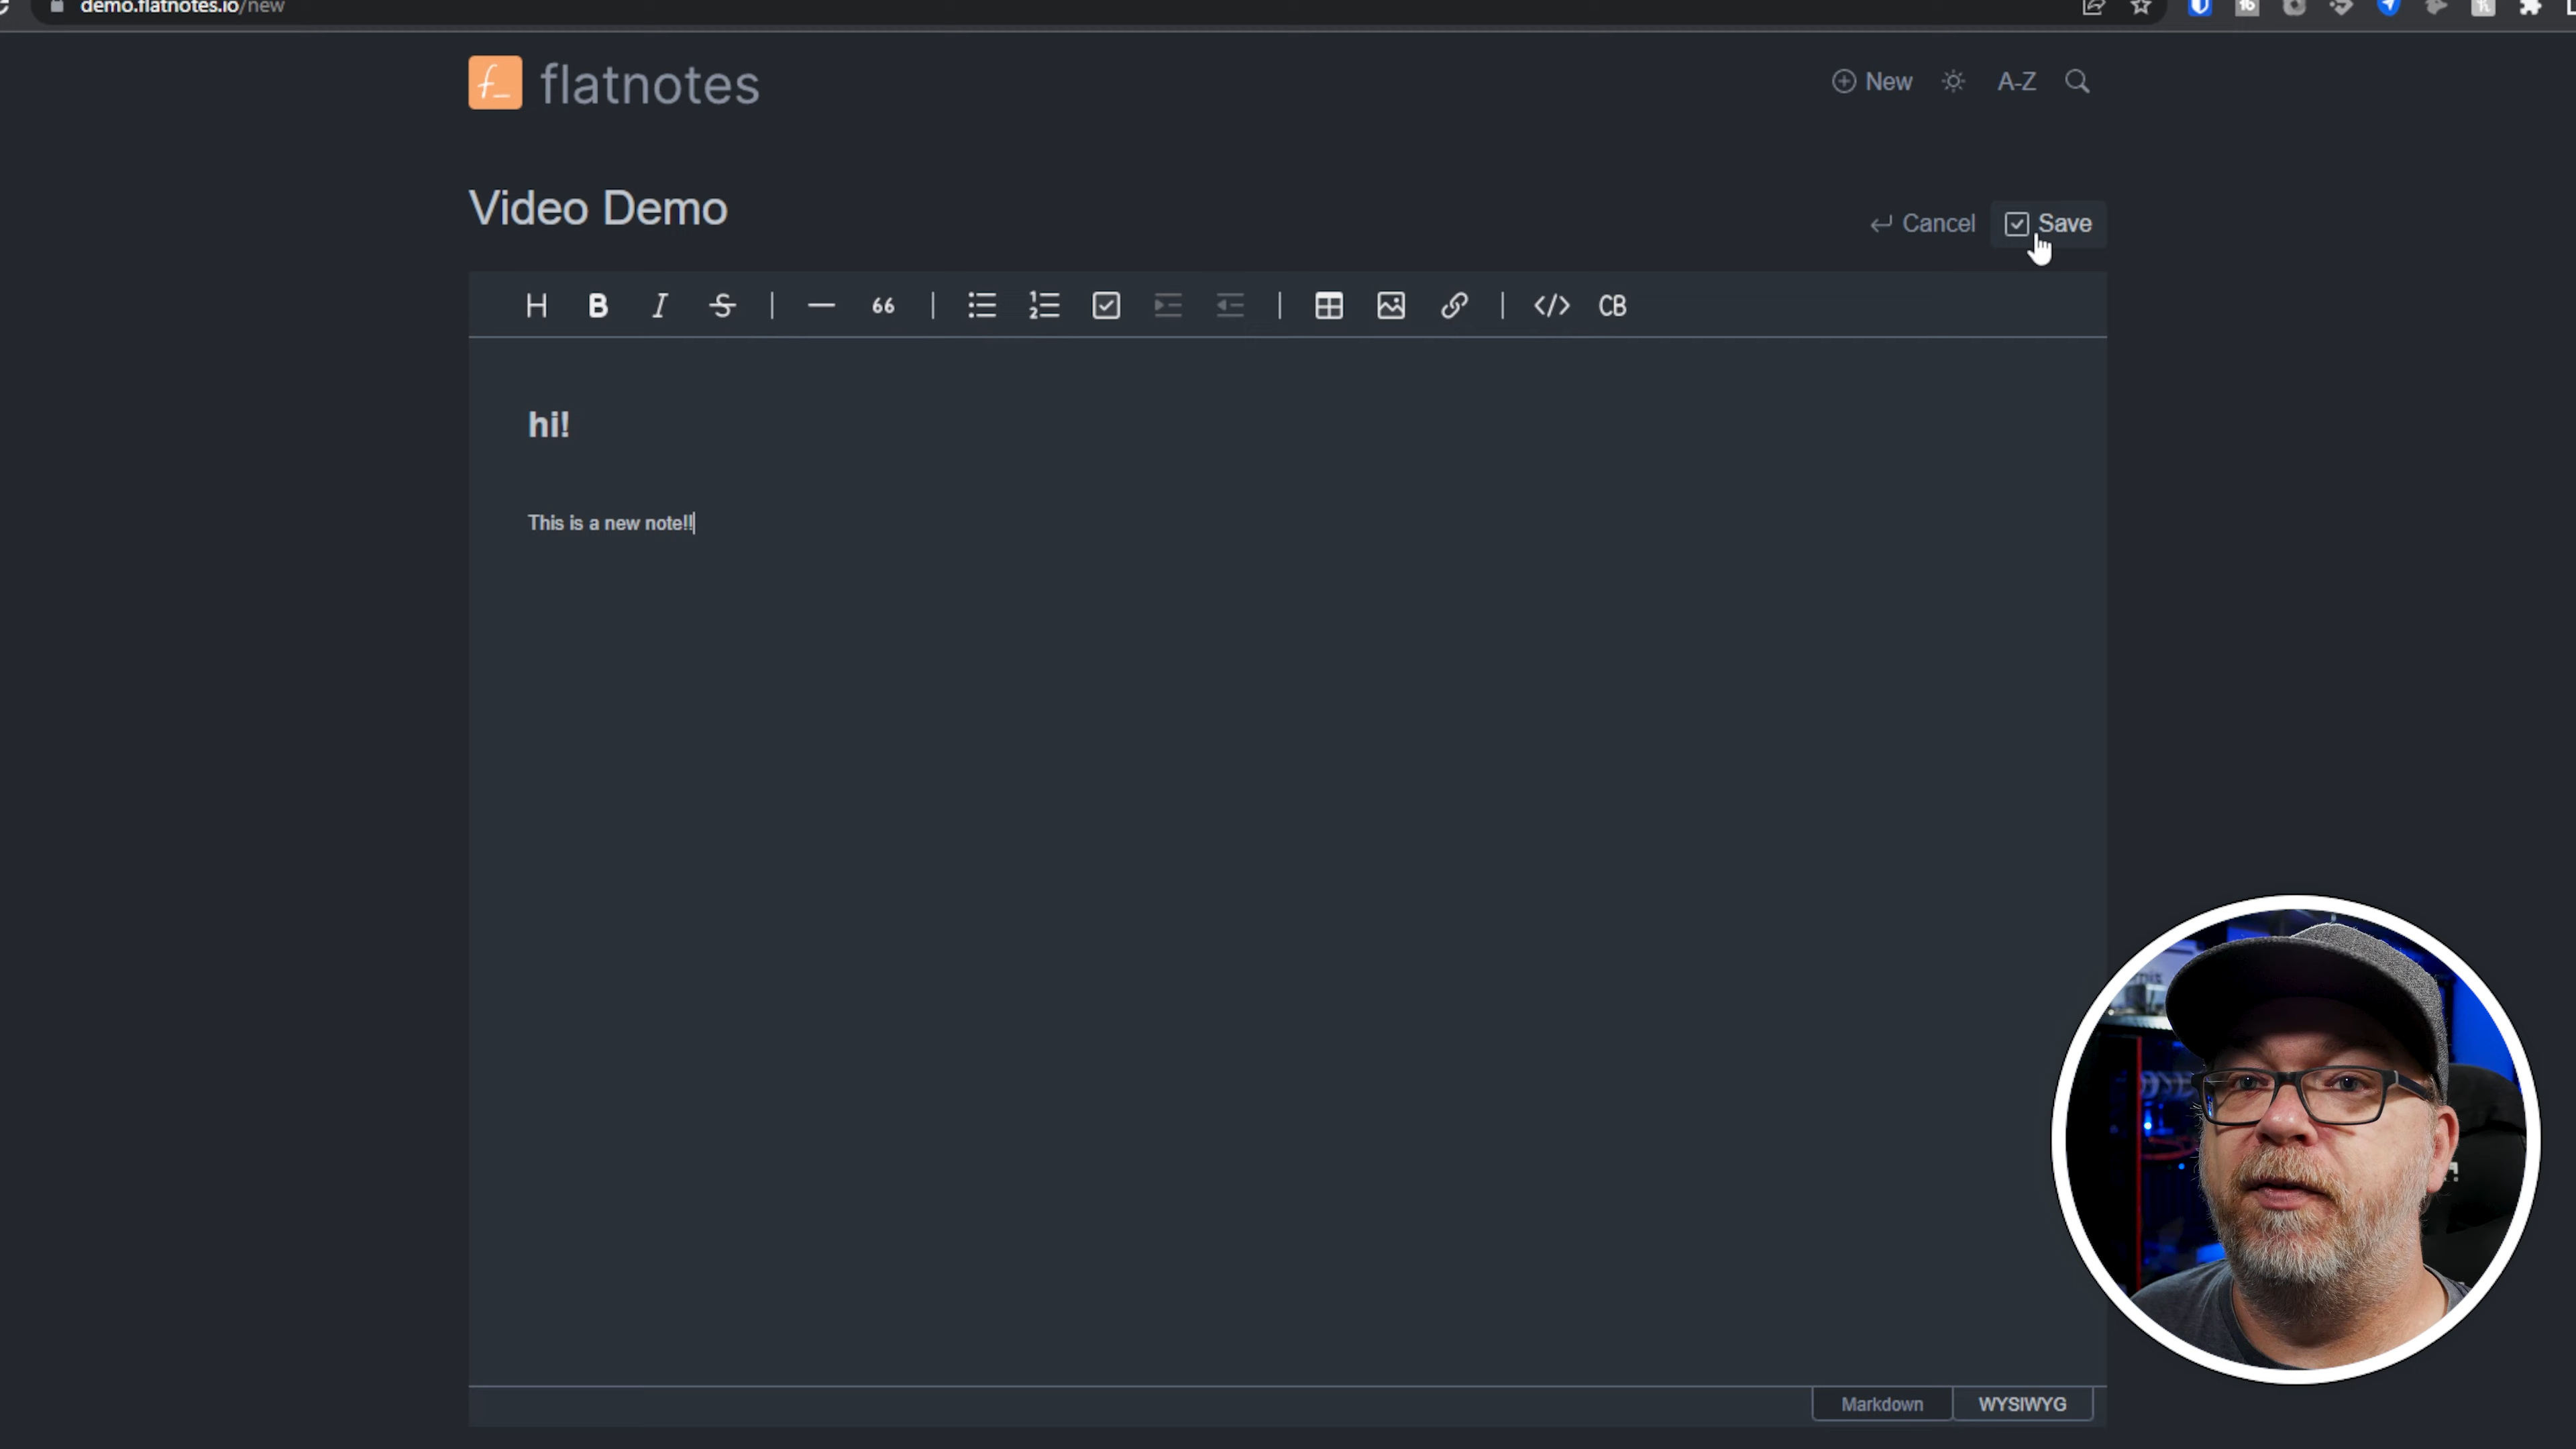 demo.flatnotes.io/new
f_ flatnotes
New A-Z
Video Demo
Cancel Save
H B I S 66 CB
hi!
This is a new note!!
Markdown WYSIWYG